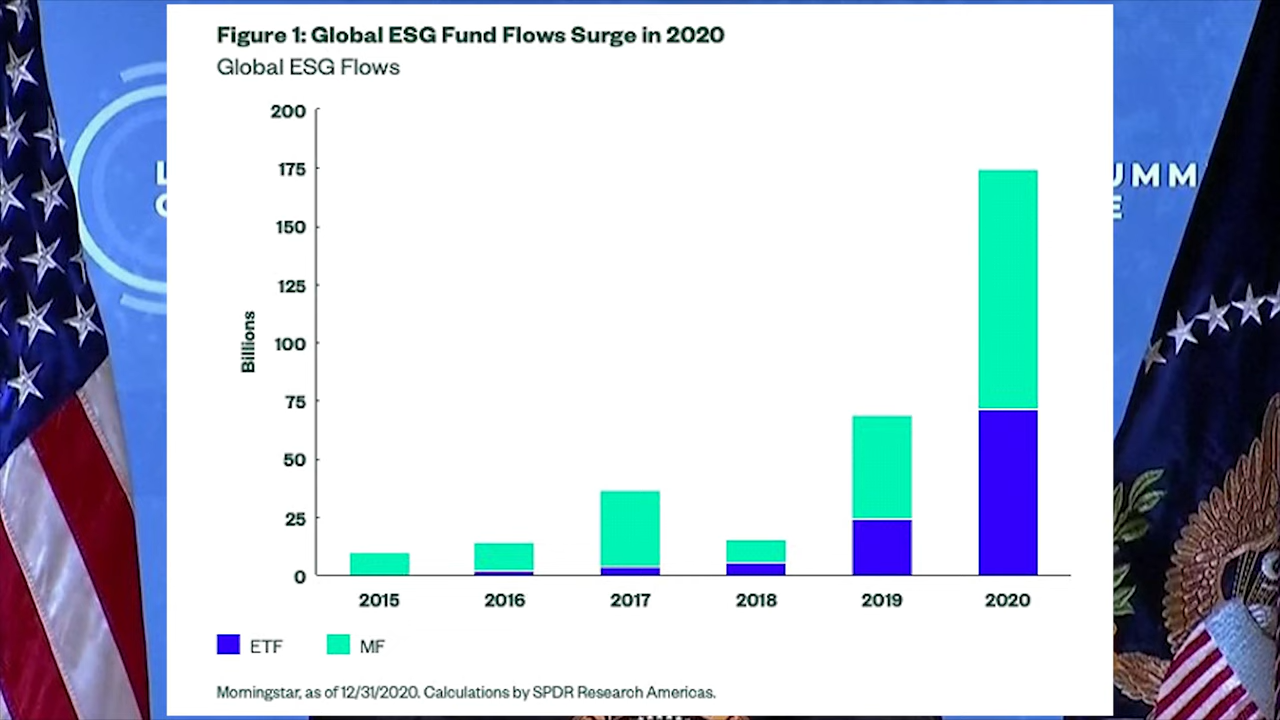 Figure 1: Global ESG Fund Flows Surge in 2020
Global ESG Flows
200
175
150
125
100
75
50
25
0
Billions
2015
2016
2017
2018
2019
2020
ETF
MF
Morningstar, as of 12/31/2020. Calculations by SPDR Research Americas.